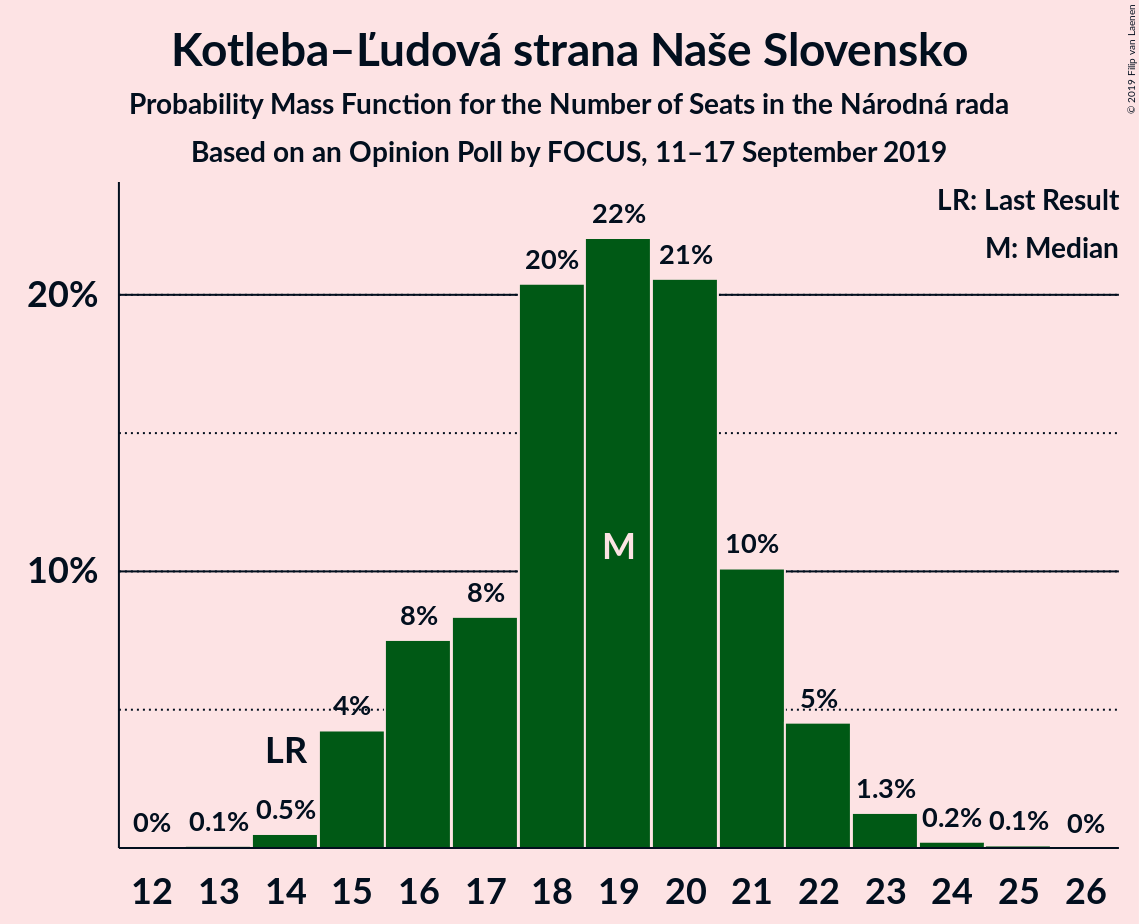 Kotleba–Ľudová strana Naše Slovensko
Probability Mass Function for the Number of Seats in the Národná rada
Based on an Opinion Poll by FOCUS, 11–17 September 2019
© 2019 Filip van Laenen
LR: Last Result
M: Median
20%
10%
0%
0.1%
0.5%
4%
8%
8%
20%
22%
21%
10%
5%
1.3%
0.2%
0.1%
0%
LR
M
12 13 14 15 16 17 18 19 20 21 22 23 24 25 26